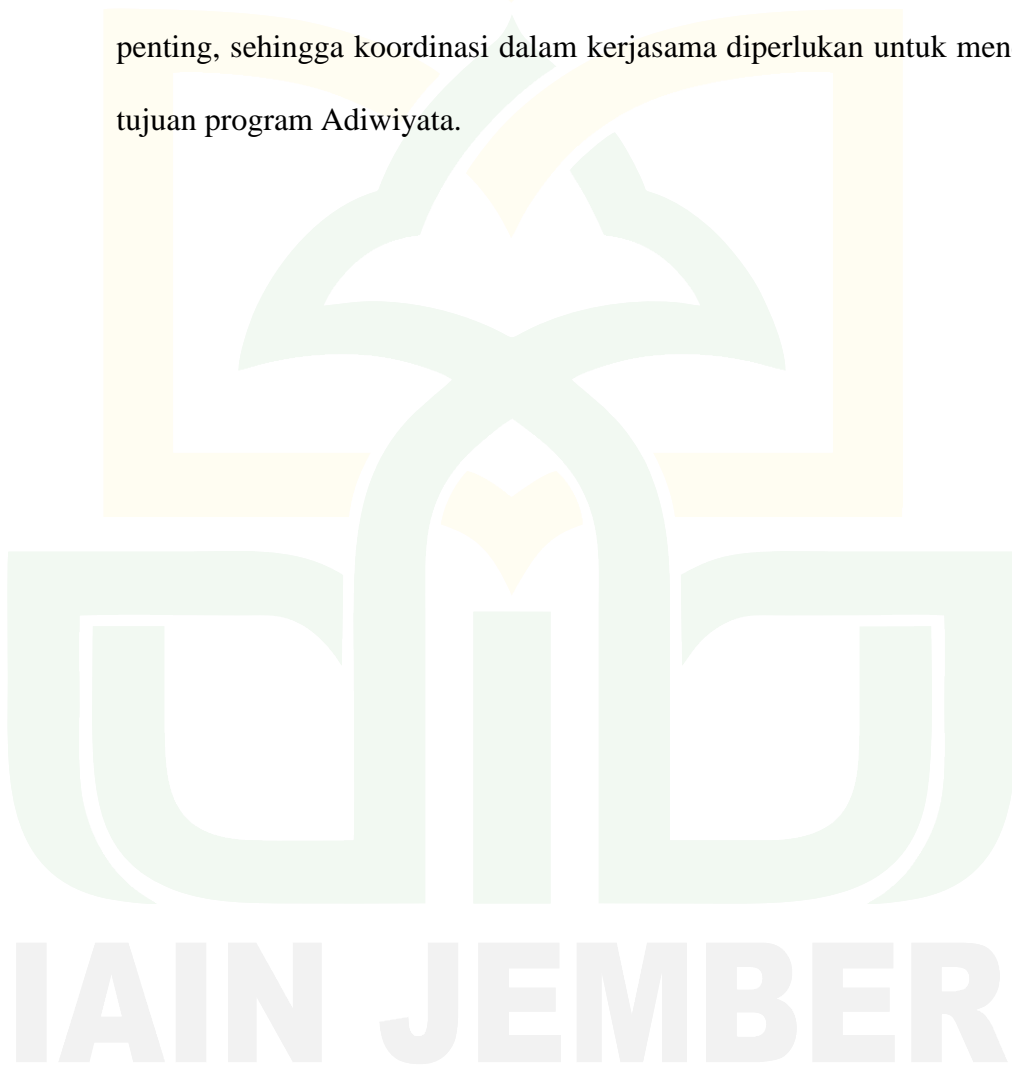 penting, sehingga koordinasi dalam kerjasama diperlukan untuk men
tujuan program Adiwiyata.
IAIN JEMBER